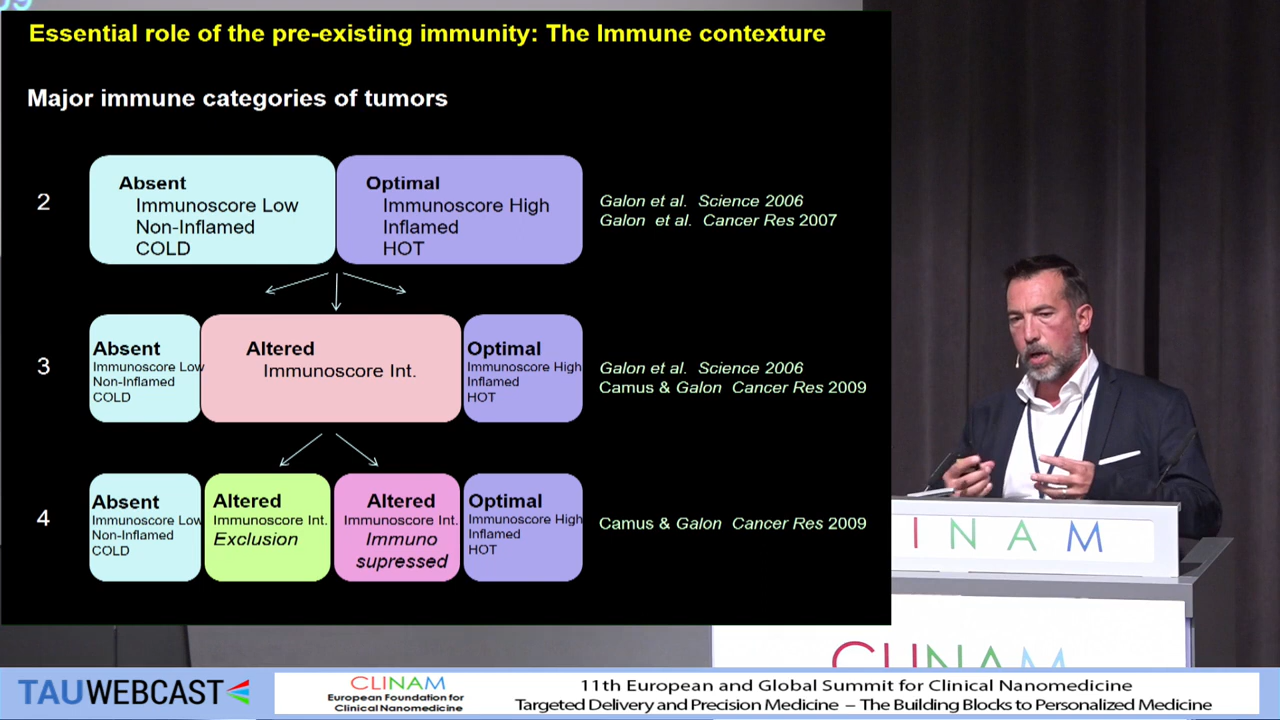 Essential role of the pre-existing immunity: The Immune contexture
Major immune categories of tumors
2
Absent
Immunoscore Low
Non-Inflamed
COLD
Optimal
Immunoscore High
Inflamed
HOT
Galon et al. Science 2006
Galon et al. Cancer Res 2007
3
Absent
Immunoscore Low
Non-Inflamed
COLD
Altered
Immunoscore Int.
Optimal
Immunoscore High
Inflamed
HOT
Galon et al. Science 2006
Camus & Galon Cancer Res 2009
4
Absent
Immunoscore Low
Non-Inflamed
COLD
Altered
Immunoscore Int.
Exclusion
Altered
Immunoscore Int.
Immuno
supressed
Optimal
Immunoscore High
Inflamed
HOT
Camus & Galon Cancer Res 2009
INAM
CLINAM
TAUWEBCAST
CLINAM
European Foundation for
Clinical Nanomedicine
11th European and Global Summit for Clinical Nanomedicine
Targeted Delivery and Precision Medicine – The Building Blocks to Personalized Medicine